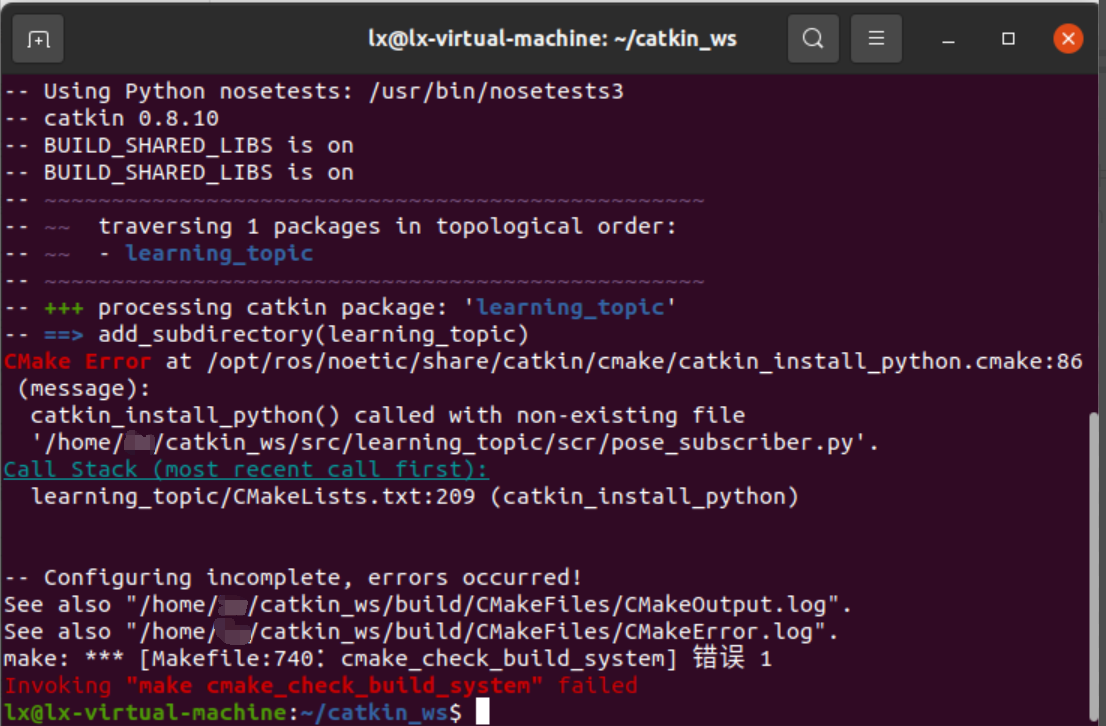 lx@lx-virtual-machine: ~/catkin_ws
-- Using Python nosetests: /usr/bin/nosetests3
-- catkin 0.8.10
-- BUILD_SHARED_LIBS is on
-- BUILD_SHARED_LIBS is on
-- ~~~~~~~~~~~~~~~~~~~~~~~~~~~~~~~~~~~~~~~~~~~~~~~~~
-- ~~  traversing 1 packages in topological order:
-- ~~  - learning_topic
-- ~~~~~~~~~~~~~~~~~~~~~~~~~~~~~~~~~~~~~~~~~~~~~~~~~
-- +++ processing catkin package: 'learning_topic'
-- ==> add_subdirectory(learning_topic)
CMake Error at /opt/ros/noetic/share/catkin/cmake/catkin_install_python.cmake:86
 (message):
  catkin_install_python() called with non-existing file
  '/home/ /catkin_ws/src/learning_topic/scr/pose_subscriber.py'.
Call Stack (most recent call first):
  learning_topic/CMakeLists.txt:209 (catkin_install_python)
-- Configuring incomplete, errors occurred!
See also "/home/ /catkin_ws/build/CMakeFiles/CMakeOutput.log".
See also "/home/ /catkin_ws/build/CMakeFiles/CMakeError.log".
make: *** [Makefile:740：cmake_check_build_system] 错误 1
Invoking "make cmake_check_build_system" failed
lx@lx-virtual-machine:~/catkin_ws$